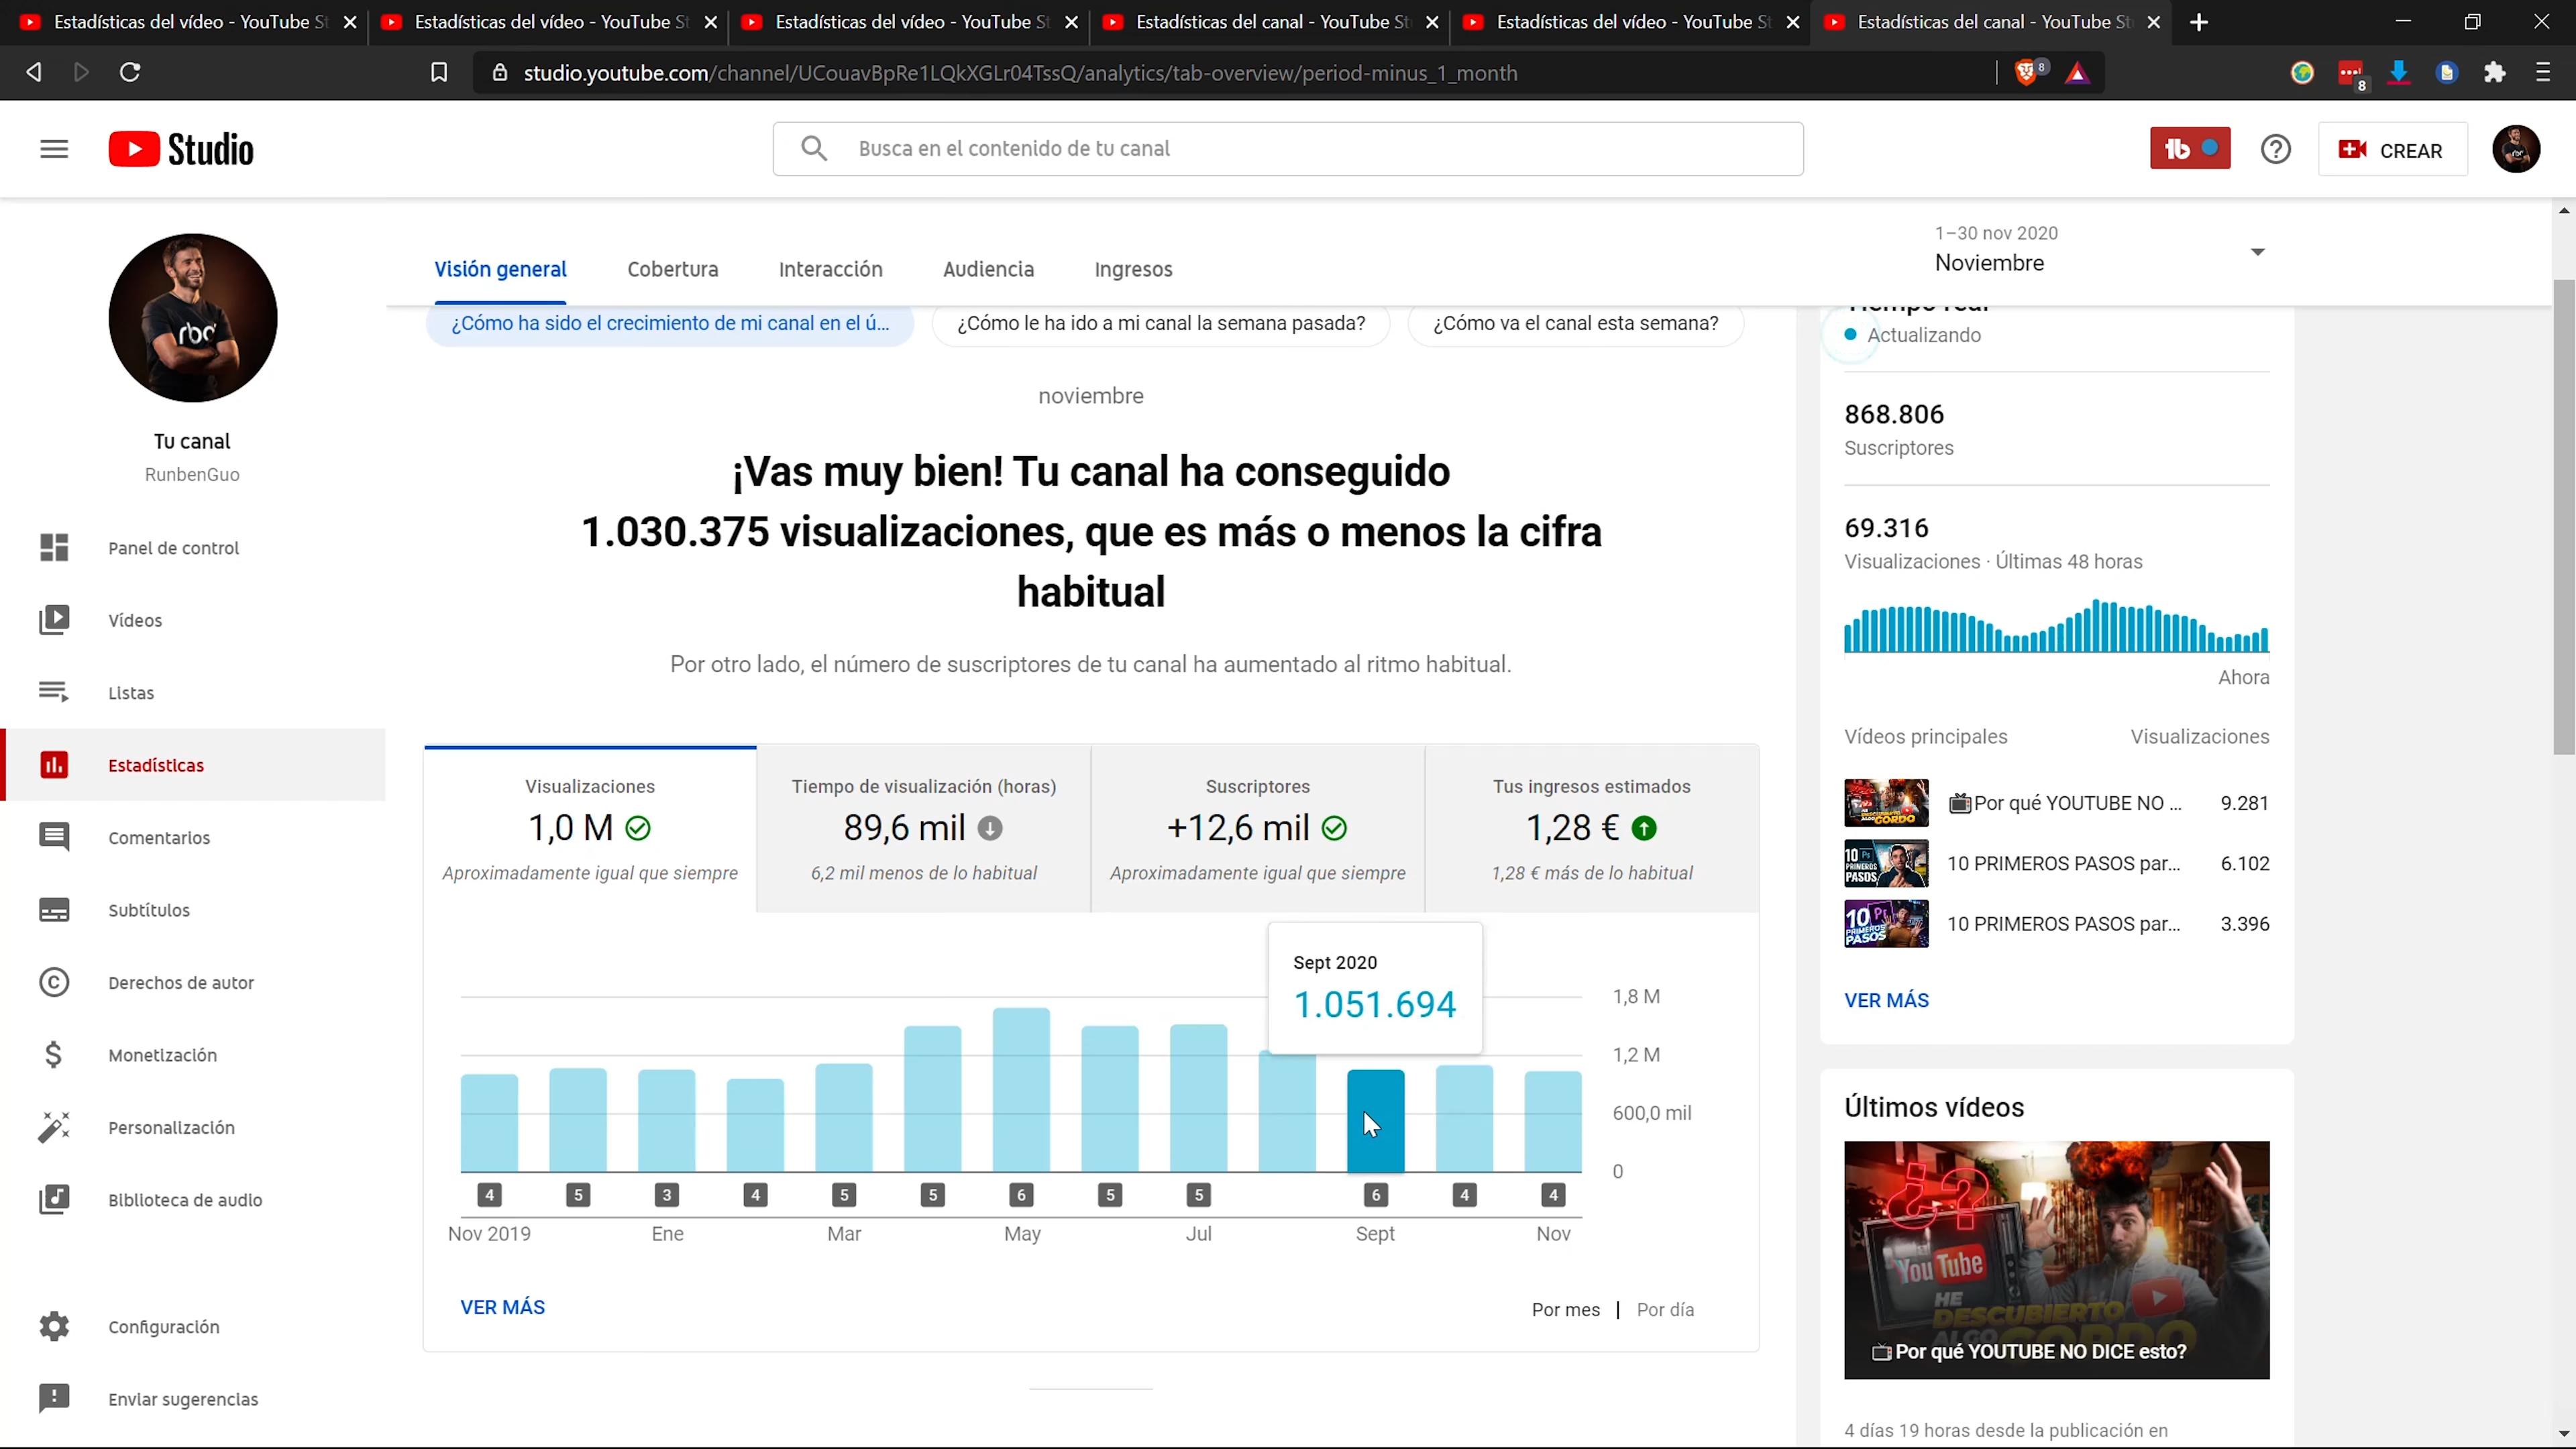 Estadísticas del vídeo - YouTube St
Estadísticas del vídeo - YouTube St
Estadísticas del vídeo - YouTube St
Estadísticas del canal - YouTube St
Estadísticas del vídeo - YouTube St
Estadísticas del canal - YouTube St
studio.youtube.com/channel/UCouavBpRe1LQkXGLr04TssQ/analytics/tab-overview/period-minus_1_month
8
8
Studio
Busca en el contenido de tu canal
tb
CREAR
rbg
Tu canal
RunbenGuo
Panel de control
Vídeos
Listas
Estadísticas
Comentarios
Subtítulos
Derechos de autor
Monetización
Personalización
Biblioteca de audio
Configuración
Enviar sugerencias
Visión general
Cobertura
Interacción
Audiencia
Ingresos
1–30 nov 2020
Noviembre
¿Cómo ha sido el crecimiento de mi canal en el ú...
¿Cómo le ha ido a mi canal la semana pasada?
¿Cómo va el canal esta semana?
noviembre
¡Vas muy bien! Tu canal ha conseguido
1.030.375 visualizaciones, que es más o menos la cifra
habitual
Por otro lado, el número de suscriptores de tu canal ha aumentado al ritmo habitual.
Visualizaciones
1,0 M
Aproximadamente igual que siempre
Tiempo de visualización (horas)
89,6 mil
6,2 mil menos de lo habitual
Suscriptores
+12,6 mil
Aproximadamente igual que siempre
Tus ingresos estimados
1,28 €
1,28 € más de lo habitual
Sept 2020
1.051.694
1,8 M
1,2 M
600,0 mil
0
4 5 3 4 5 5 6 5 5 6 4 4
Nov 2019 Ene Mar May Jul Sept Nov
VER MÁS
Por mes | Por día
Tiempo real
Actualizando
868.806
Suscriptores
69.316
Visualizaciones · Últimas 48 horas
Ahora
Vídeos principales Visualizaciones
Por qué YOUTUBE NO ... 9.281
10 PRIMEROS PASOS par... 6.102
10 PRIMEROS PASOS par... 3.396
VER MÁS
Últimos vídeos
¿?
YouTube
HE
DESCUBIERTO
ALGO GORDO
Por qué YOUTUBE NO DICE esto?
4 días 19 horas desde la publicación en